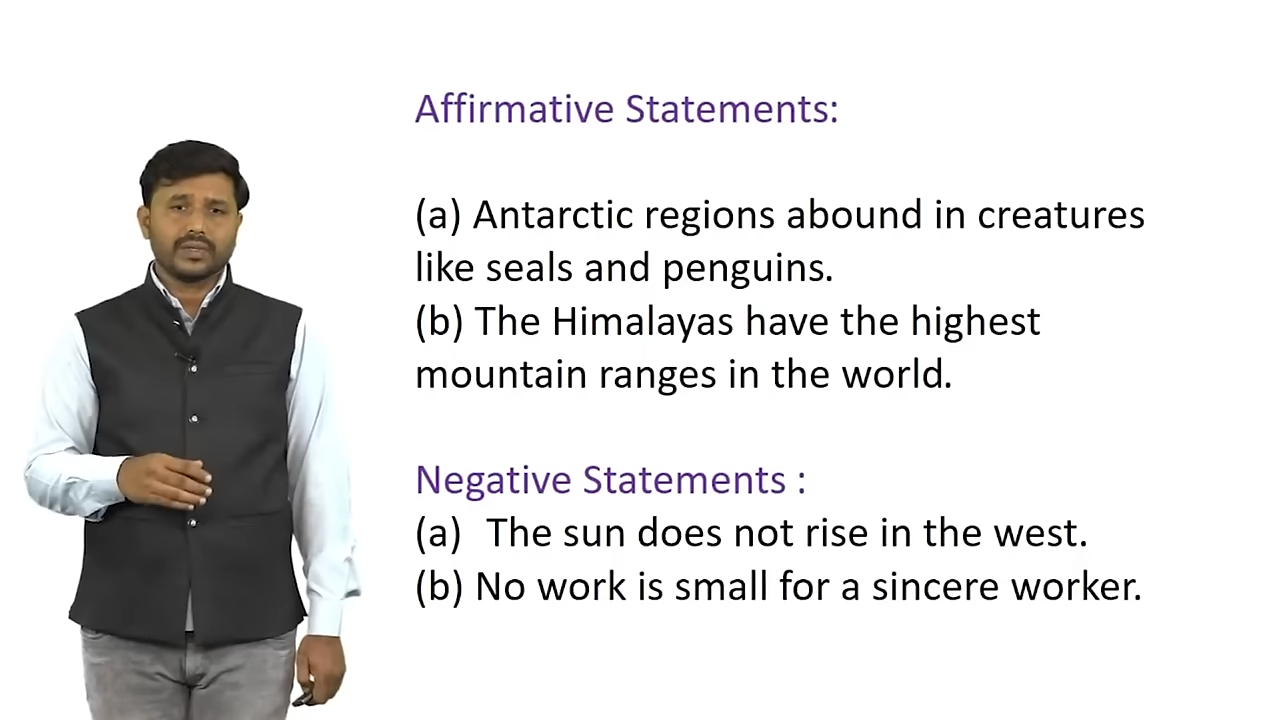 Affirmative Statements:
(a) Antarctic regions abound in creatures
like seals and penguins.
(b) The Himalayas have the highest
mountain ranges in the world.
Negative Statements :
(a) The sun does not rise in the west.
(b) No work is small for a sincere worker.